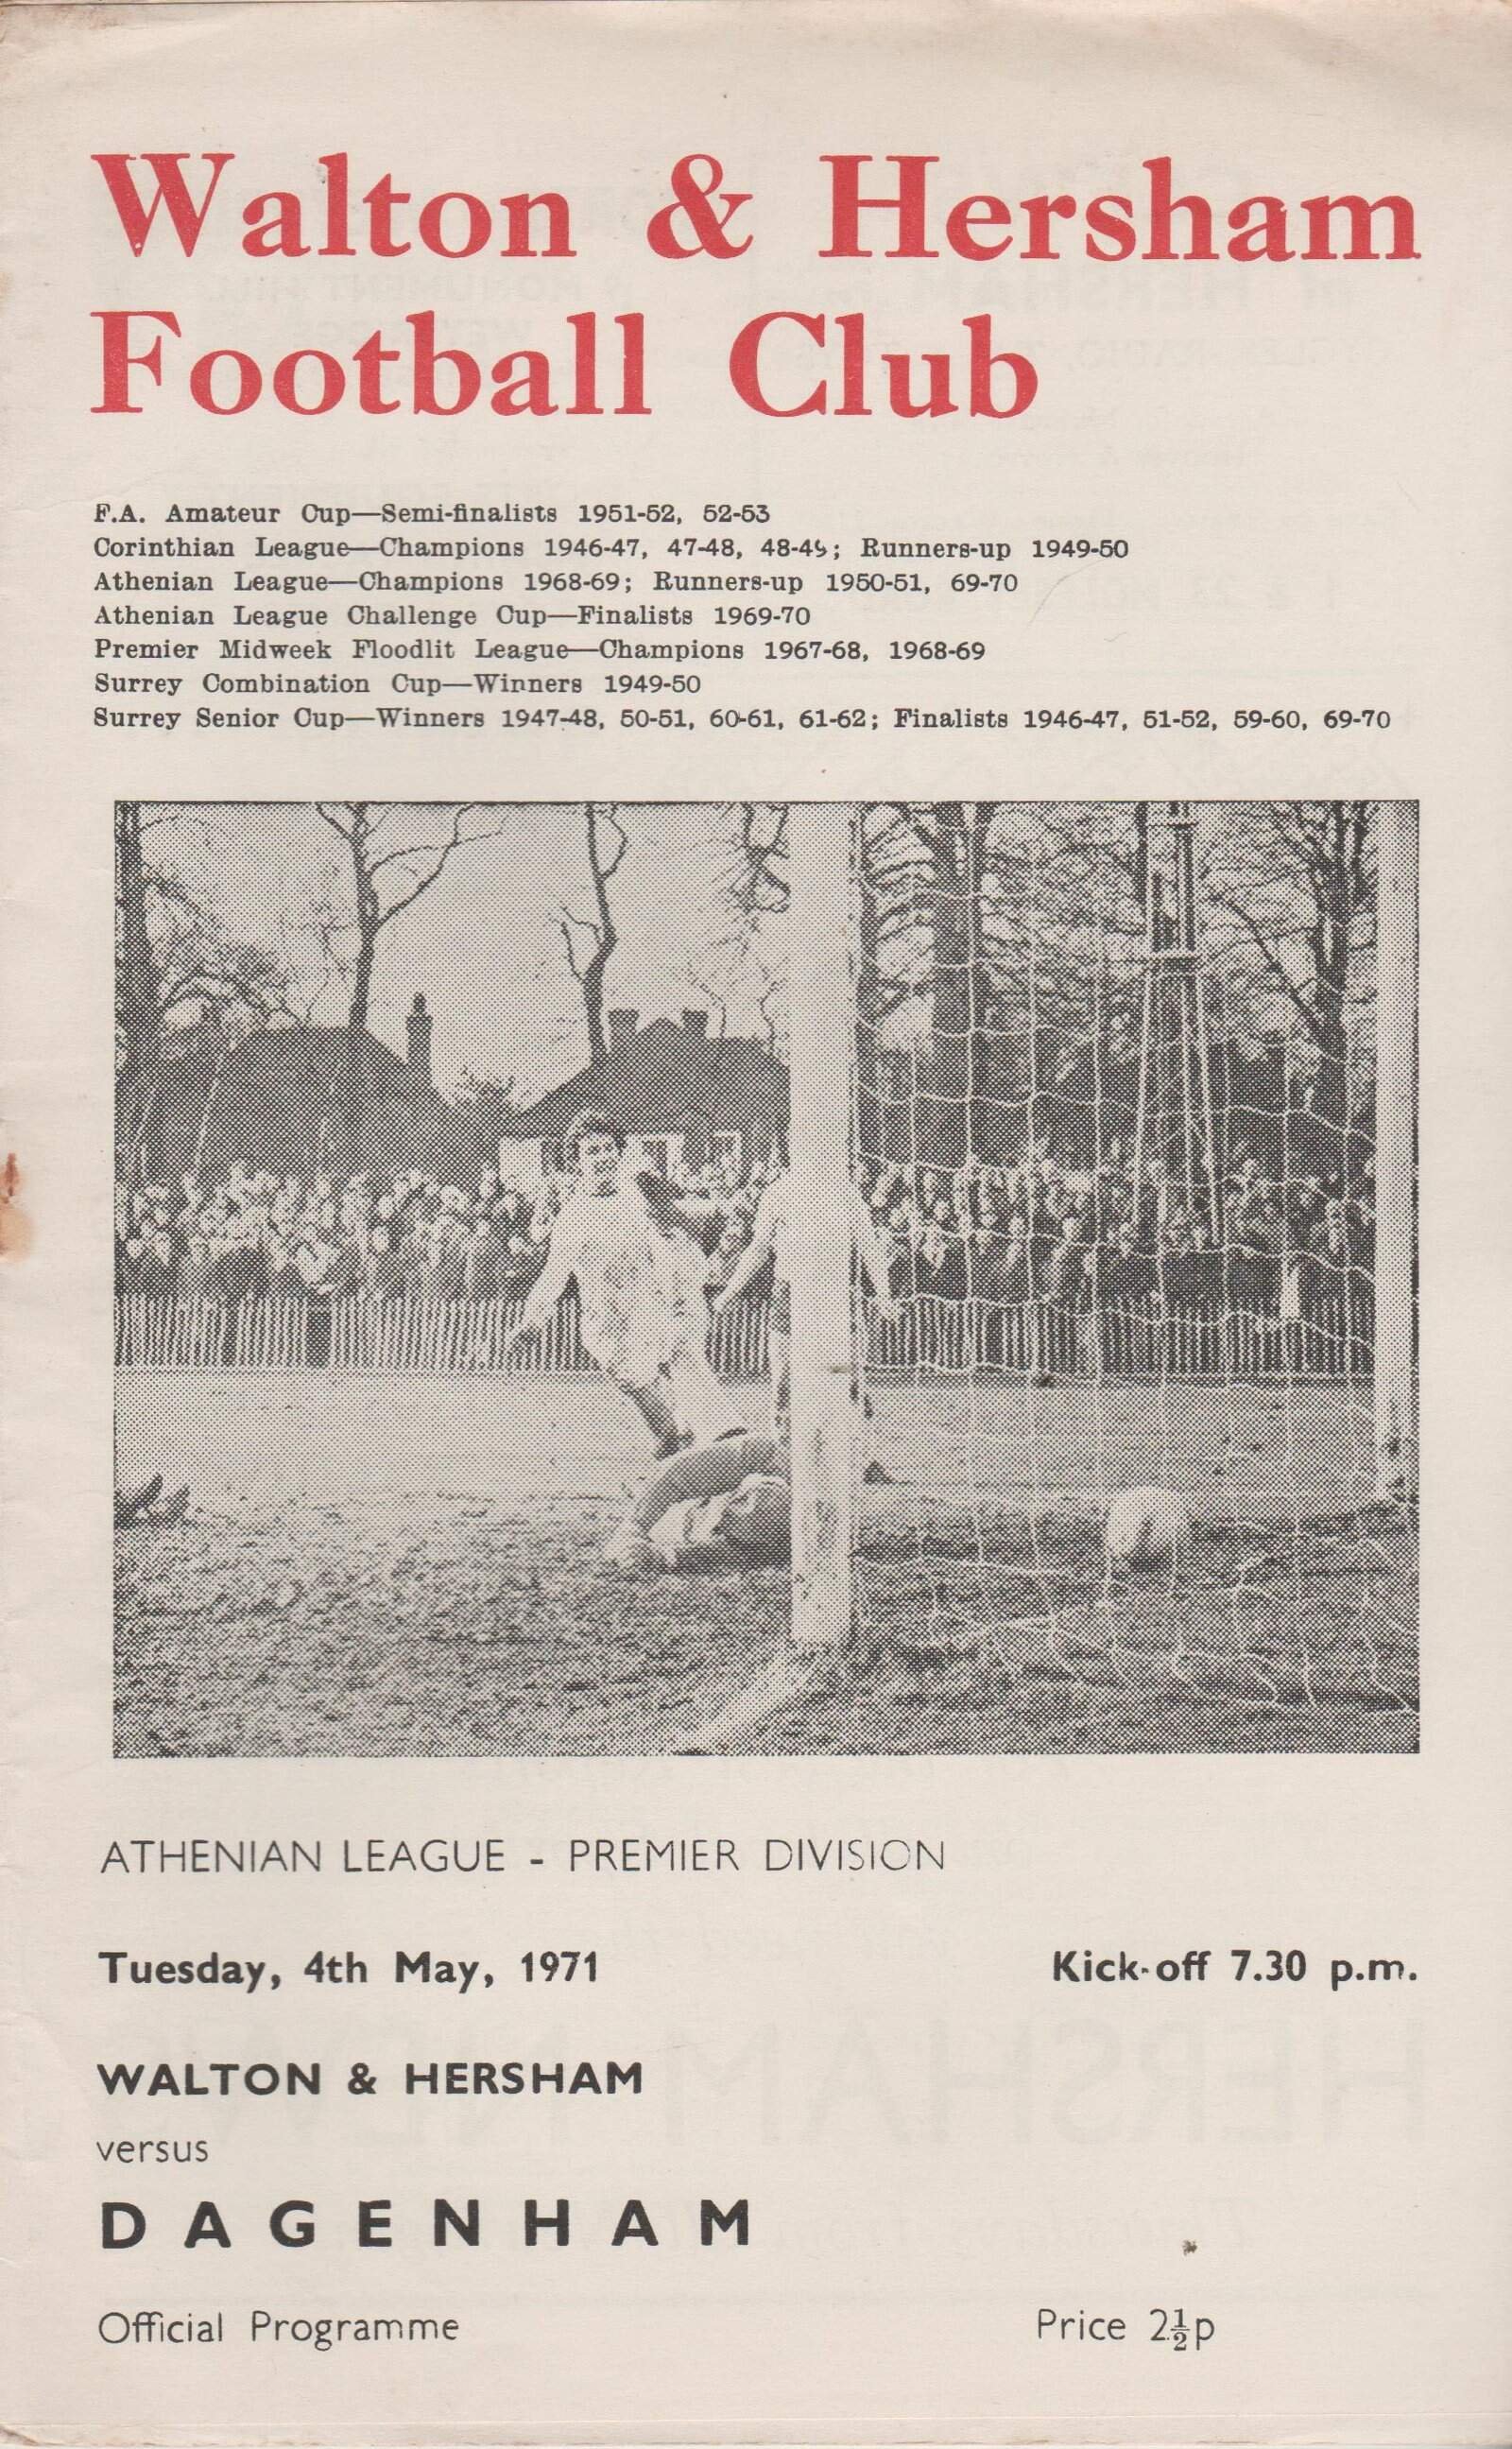 Walton & Hersham
Football Club
F.A. Amateur Cup—Semi-finalists 1951-52, 52-53
Corinthian League—Champions 1946-47, 47-48, 48-49; Runners-up 1949-50
Athenian League—Champions 1968-69; Runners-up 1950-51, 69-70
Athenian League Challenge Cup—Finalists 1969-70
Premier Midweek Floodlit League—Champions 1967-68, 1968-69
Surrey Combination Cup—Winners 1949-50
Surrey Senior Cup—Winners 1947-48, 50-51, 60-61, 61-62; Finalists 1946-47, 51-52, 59-60, 69-70
ATHENIAN LEAGUE - PREMIER DIVISION
Tuesday, 4th May, 1971 Kick-off 7.30 p.m.
WALTON & HERSHAM
versus
DAGENHAM
Official Programme Price 2½p